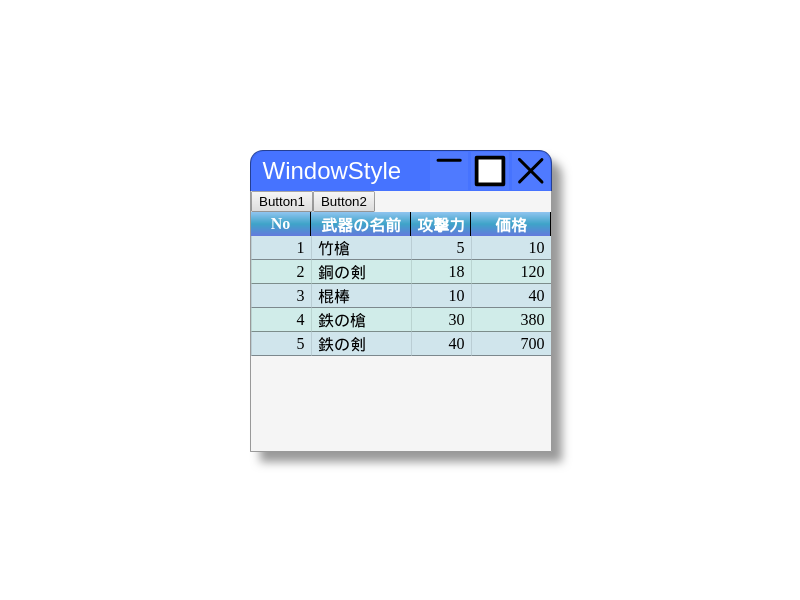 WindowStyle
Button1 Button2
No 武器の名前 攻撃力 価格
1 竹槍 5 10
2 銅の剣 18 120
3 棍棒 10 40
4 鉄の槍 30 380
5 鉄の剣 40 700